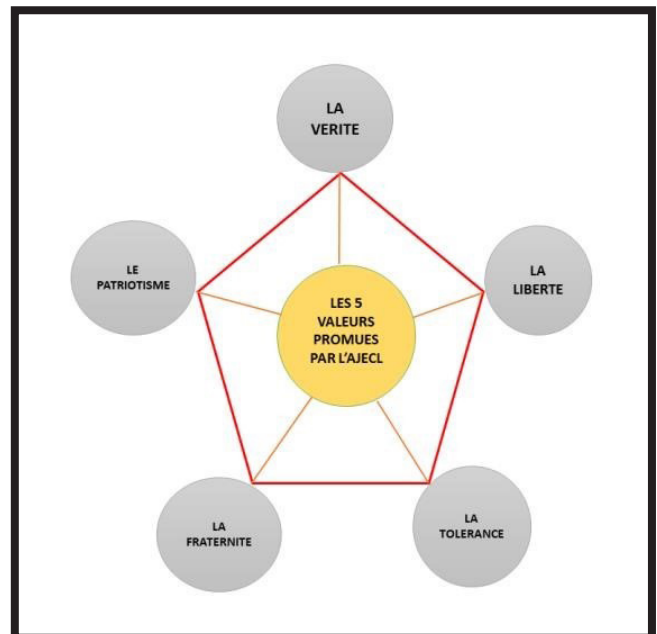 LA
VERITE
LE
PATRIOTISME
LA
LIBERTE
LES 5
VALEURS
PROMUES
PAR L'AJECL
LA
FRATERNITE
LA
TOLERANCE